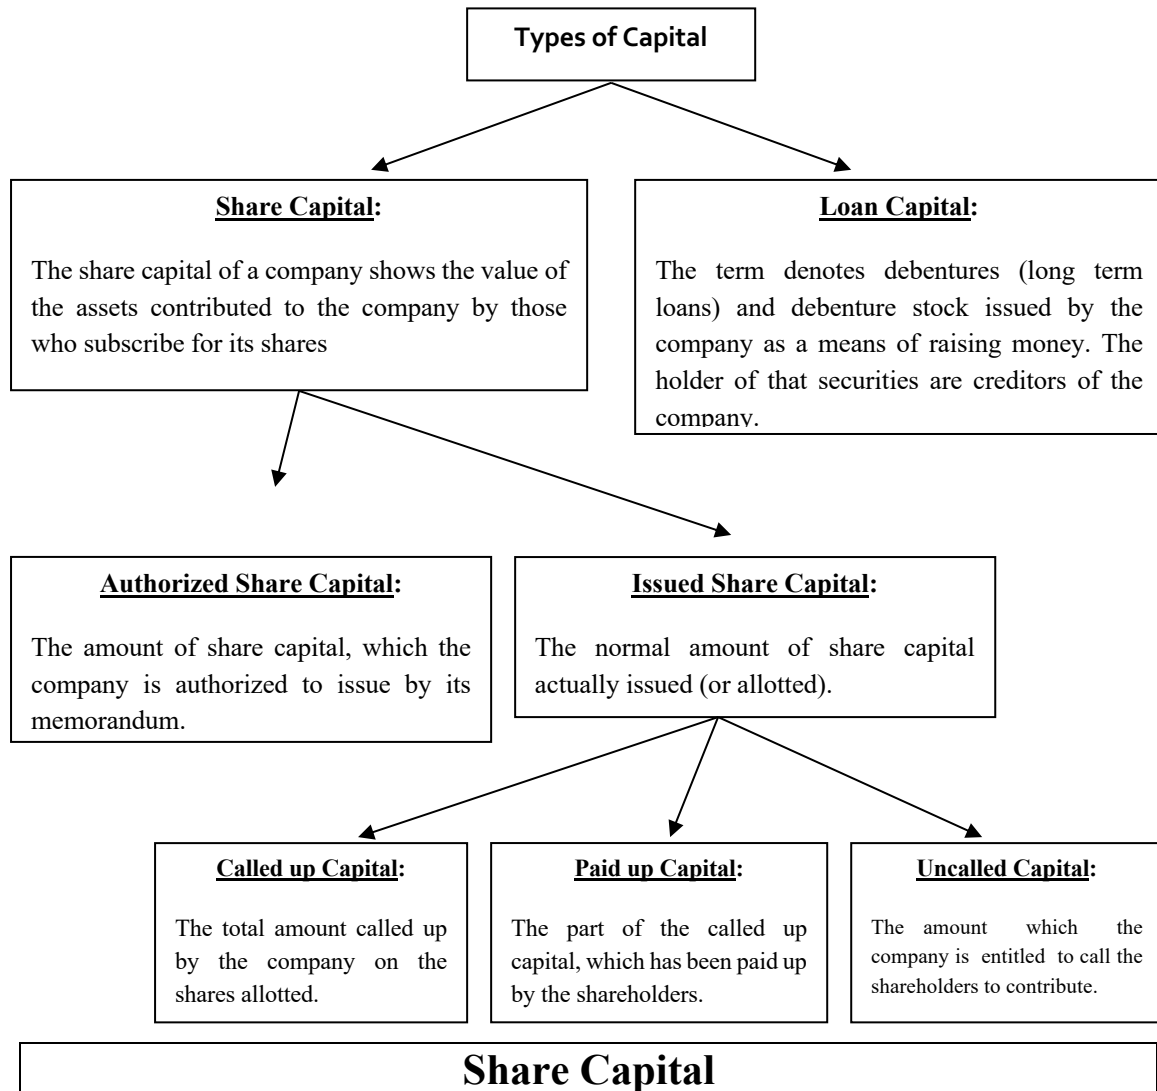 Types of Capital
Share Capital:
The share capital of a company shows the value of
the assets contributed to the company by those
who subscribe for its shares
Loan Capital:
The term denotes debentures (long term
loans) and debenture stock issued by the
company as a means of raising money. The
holder of that securities are creditors of the
company.
Authorized Share Capital:
The amount of share capital, which the
company is authorized to issue by its
memorandum.
Issued Share Capital:
The normal amount of share capital
actually issued (or allotted).
Called up Capital:
The total amount called up
by the company on the
shares allotted.
Paid up Capital:
The part of the called up
capital, which has been paid up
by the shareholders.
Uncalled Capital:
The amount which the
company is entitled to call the
shareholders to contribute.
Share Capital